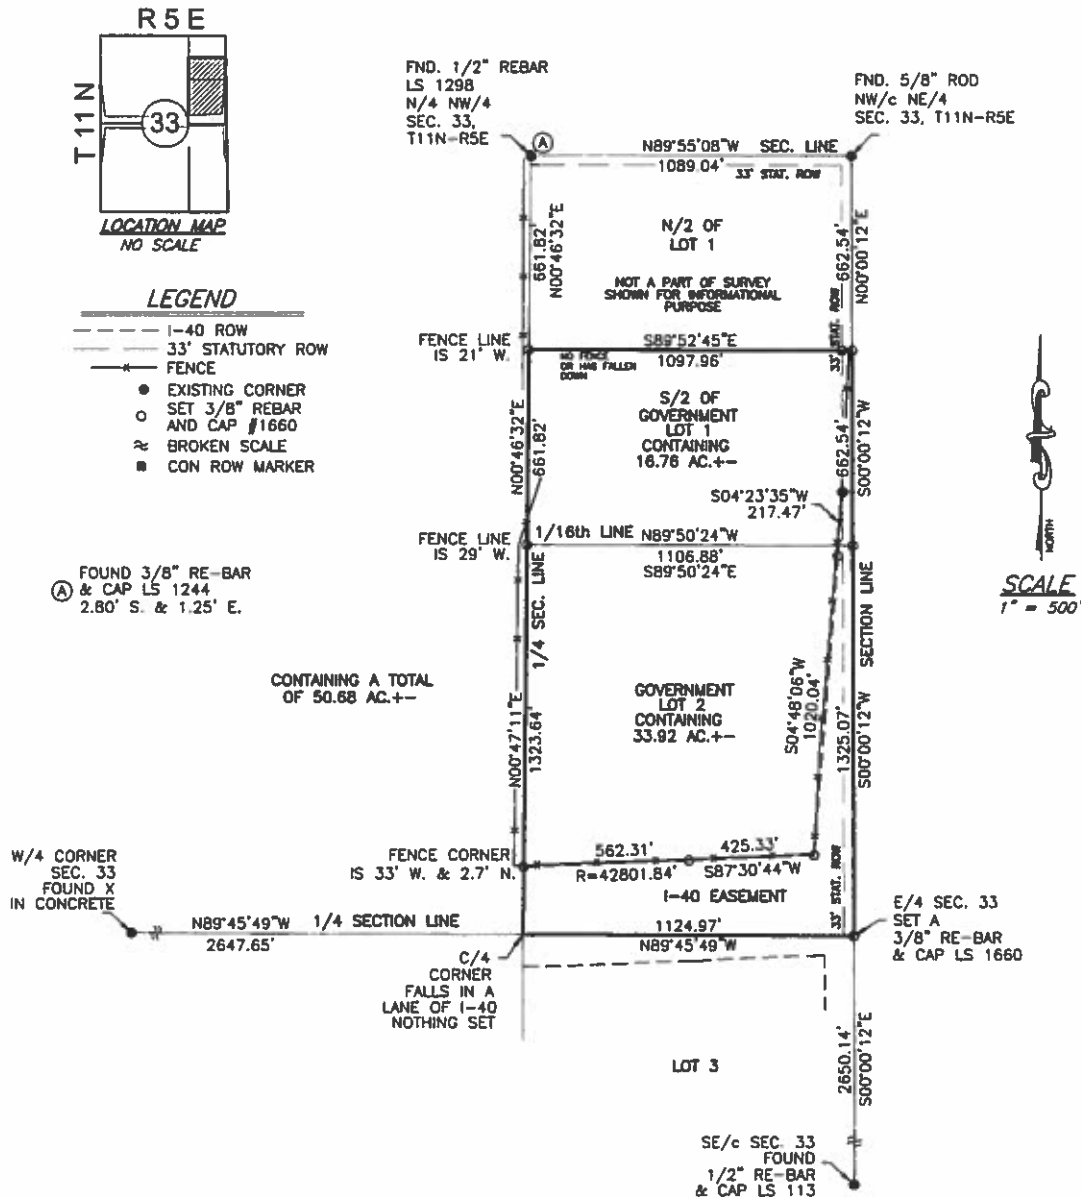 R 5 E
T 11 N
33
LOCATION MAP
NO SCALE
LEGEND
I-40 ROW
33' STATUTORY ROW
FENCE
EXISTING CORNER
SET 3/8" REBAR
AND CAP #1660
BROKEN SCALE
CON ROW MARKER
FND. 1/2" REBAR
LS 1298
N/4 NW/4
SEC. 33,
T11N-R5E
A
FND. 5/8" ROD
NW/c NE/4
SEC. 33, T11N-R5E
N89°55'08"W SEC. LINE
1089.04'
33' STAT. ROW
661.82'
N00°46'32"E
N/2 OF
LOT 1
NOT A PART OF SURVEY
SHOWN FOR INFORMATIONAL
PURPOSE
662.54'
N00°00'12"E
33' STAT. ROW
FENCE LINE
IS 21' W.
S89°52'45"E
1097.96'
NO FENCE
OR HAS FALLEN
DOWN
N00°46'32"E
661.82'
S/2 OF
GOVERNMENT
LOT 1
CONTAINING
16.76 AC.+-
662.54'
S00°00'12"W
S04°23'35"W
217.47'
NORTH
SCALE
1" = 500'
FENCE LINE
IS 29' W.
1/16th LINE
N89°50'24"W
1106.88'
S89°50'24"E
A FOUND 3/8" RE-BAR
& CAP LS 1244
2.80' S. & 1.25' E.
1/4 SEC. LINE
SECTION LINE
CONTAINING A TOTAL
OF 50.68 AC.+-
N00°47'11"E
1323.64'
GOVERNMENT
LOT 2
CONTAINING
33.92 AC.+-
S04°48'06"W
1020.04'
1325.07'
S00°00'12"W
FENCE CORNER
IS 33' W. & 2.7' N.
562.31'
R=42801.84'
425.33'
S87°30'44"W
I-40 EASEMENT
33' STAT. ROW
W/4 CORNER
SEC. 33
FOUND X
IN CONCRETE
N89°45'49"W 1/4 SECTION LINE
2647.65'
1124.97'
N89°45'49"W
E/4 SEC. 33
SET A
3/8" RE-BAR
& CAP LS 1660
C/4
CORNER
FALLS IN A
LANE OF I-40
NOTHING SET
LOT 3
2650.14'
S00°00'12"E
SE/c SEC. 33
FOUND
1/2" RE-BAR
& CAP LS 113